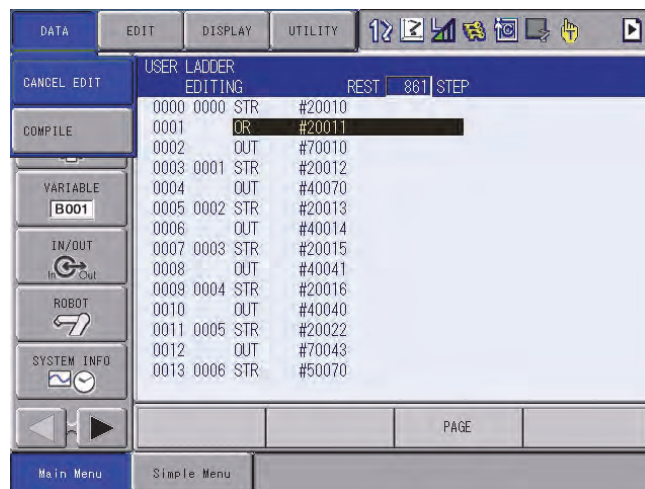 DATA EDIT DISPLAY UTILITY
CANCEL EDIT
COMPILE
VARIABLE
B001
IN/OUT
In Out
ROBOT
SYSTEM INFO
USER LADDER
EDITING REST 861 STEP
0000 0000 STR #20010
0001 OR #20011
0002 OUT #70010
0003 0001 STR #20012
0004 OUT #40070
0005 0002 STR #20013
0006 OUT #40014
0007 0003 STR #20015
0008 OUT #40041
0009 0004 STR #20016
0010 OUT #40040
0011 0005 STR #20022
0012 OUT #70043
0013 0006 STR #50070
PAGE
Main Menu Simple Menu